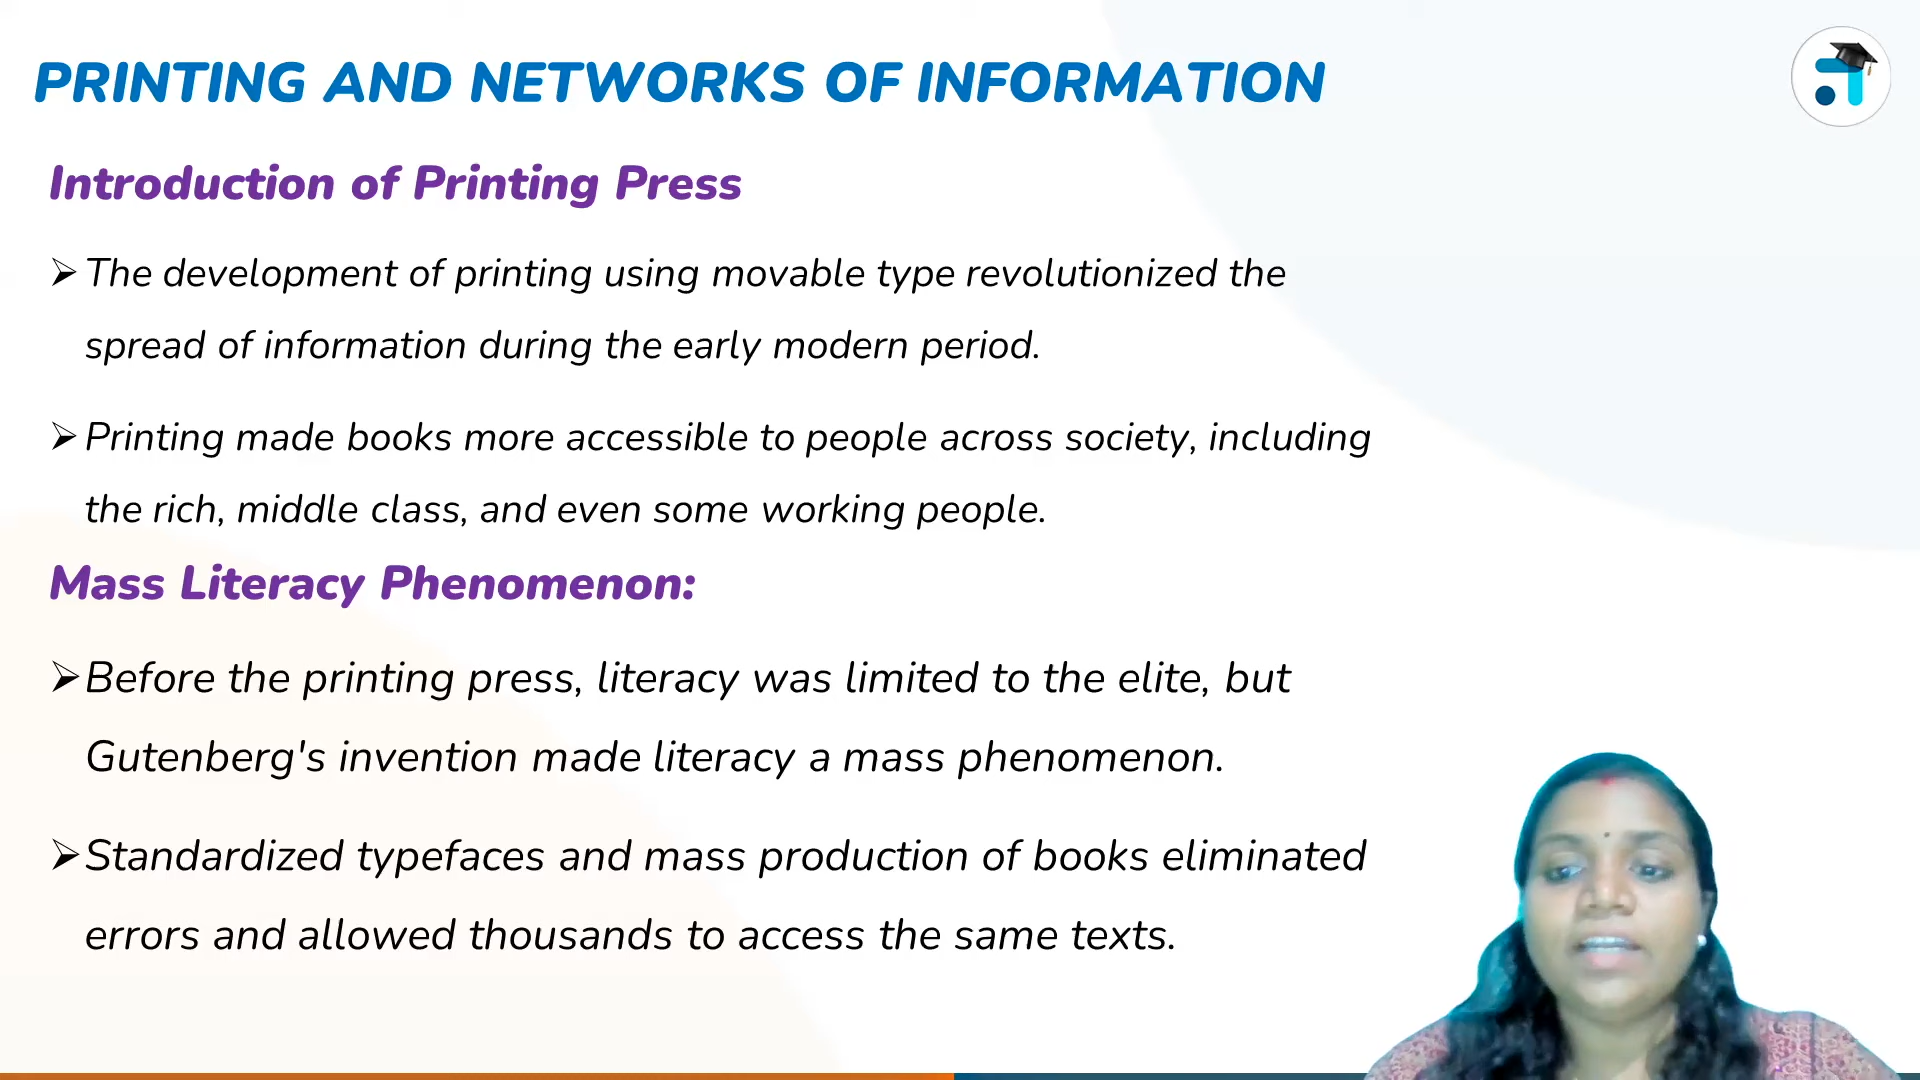 PRINTING AND NETWORKS OF INFORMATION
Introduction of Printing Press
➢ The development of printing using movable type revolutionized the
spread of information during the early modern period.
➢ Printing made books more accessible to people across society, including
the rich, middle class, and even some working people.
Mass Literacy Phenomenon:
➢ Before the printing press, literacy was limited to the elite, but
Gutenberg's invention made literacy a mass phenomenon.
➢ Standardized typefaces and mass production of books eliminated
errors and allowed thousands to access the same texts.